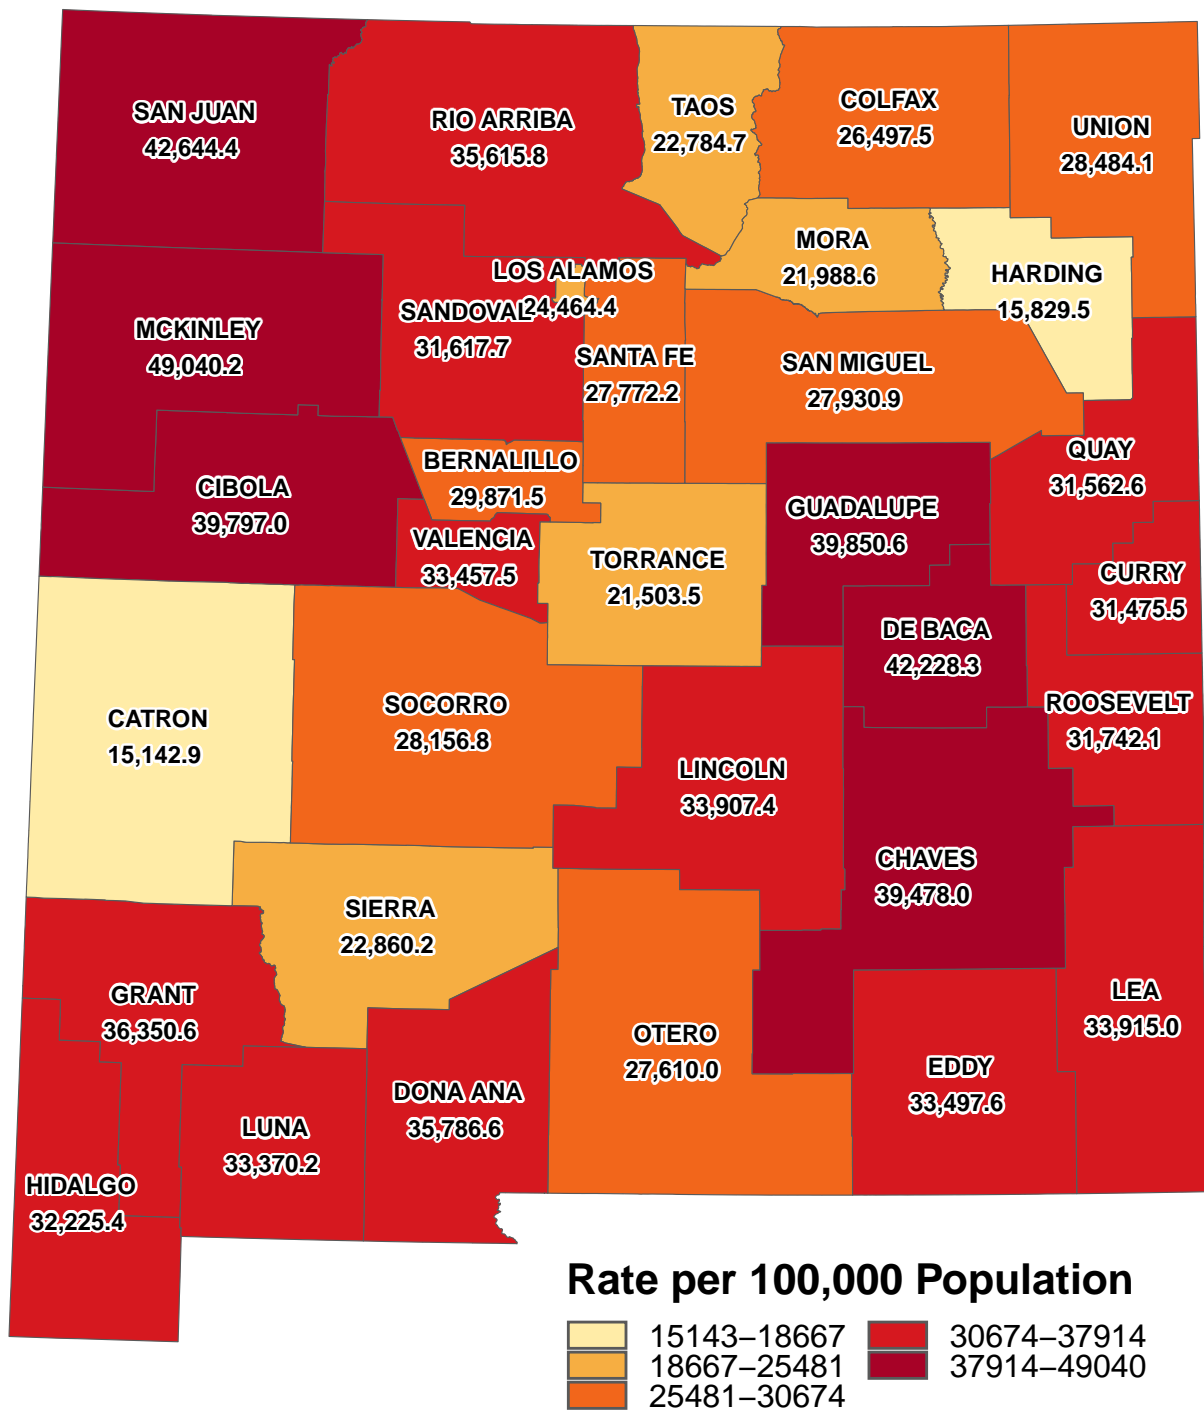 SAN JUAN
42,644.4
RIO ARRIBA
35,615.8
TAOS
22,784.7
COLFAX
26,497.5
UNION
28,484.1
MORA
21,988.6
HARDING
15,829.5
LOS ALAMOS
24,464.4
SANDOVAL
31,617.7
MCKINLEY
49,040.2
SANTA FE
27,772.2
SAN MIGUEL
27,930.9
QUAY
31,562.6
BERNALILLO
29,871.5
CIBOLA
39,797.0
GUADALUPE
39,850.6
VALENCIA
33,457.5
TORRANCE
21,503.5
CURRY
31,475.5
DE BACA
42,228.3
CATRON
15,142.9
SOCORRO
28,156.8
ROOSEVELT
31,742.1
LINCOLN
33,907.4
CHAVES
39,478.0
SIERRA
22,860.2
GRANT
36,350.6
LEA
33,915.0
OTERO
27,610.0
EDDY
33,497.6
DONA ANA
35,786.6
LUNA
33,370.2
HIDALGO
32,225.4
Rate per 100,000 Population
15143–18667
18667–25481
25481–30674
30674–37914
37914–49040